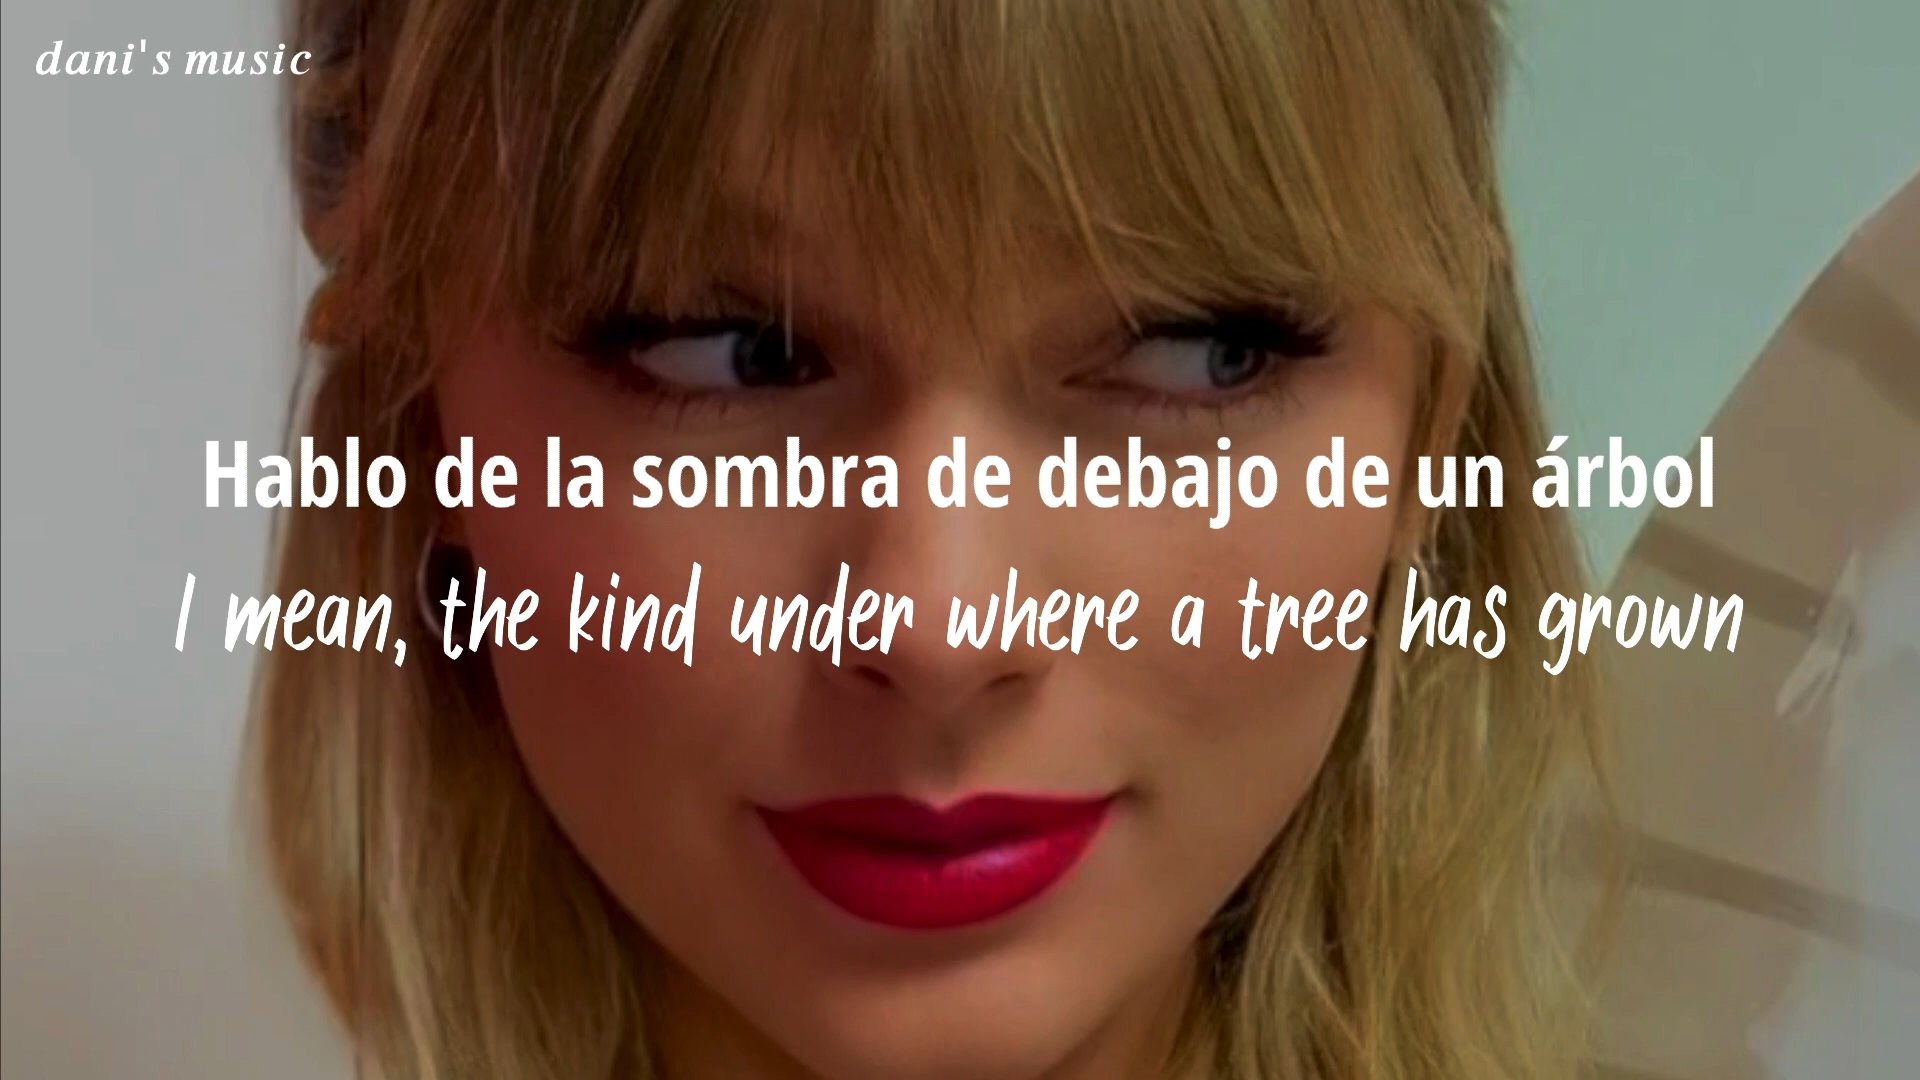 dani's music
Hablo de la sombra de debajo de un árbol
I mean, the kind under where a tree has grown